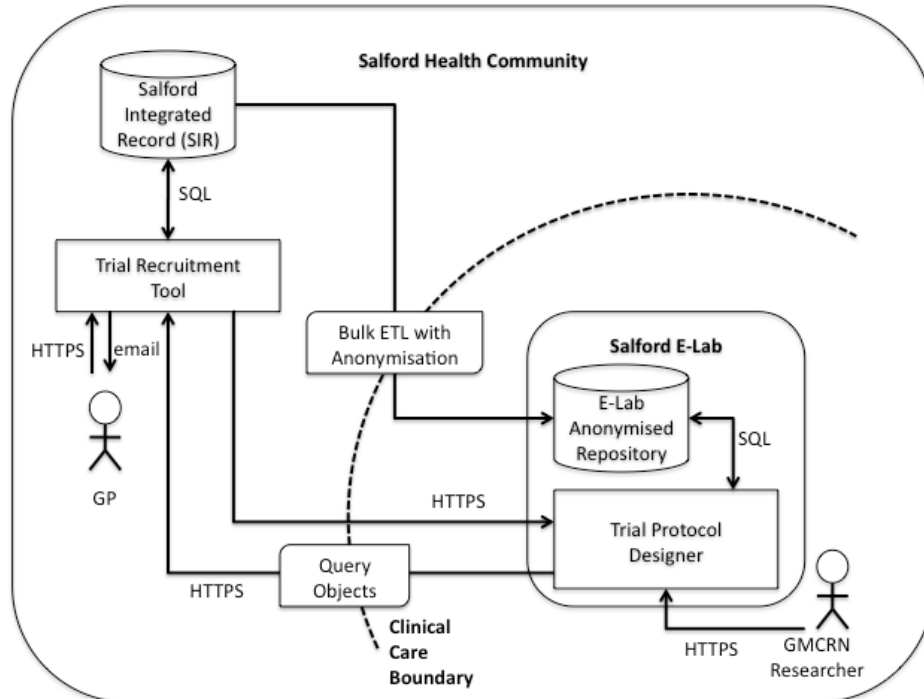 Salford Health Community
Salford
Integrated
Record (SIR)
SQL
Trial Recruitment
Tool
HTTPS
email
GP
Bulk ETL with
Anonymisation
Salford E-Lab
E-Lab
Anonymised
Repository
SQL
HTTPS
Trial Protocol
Designer
Query
Objects
HTTPS
Clinical
Care
Boundary
HTTPS
GMCRN
Researcher